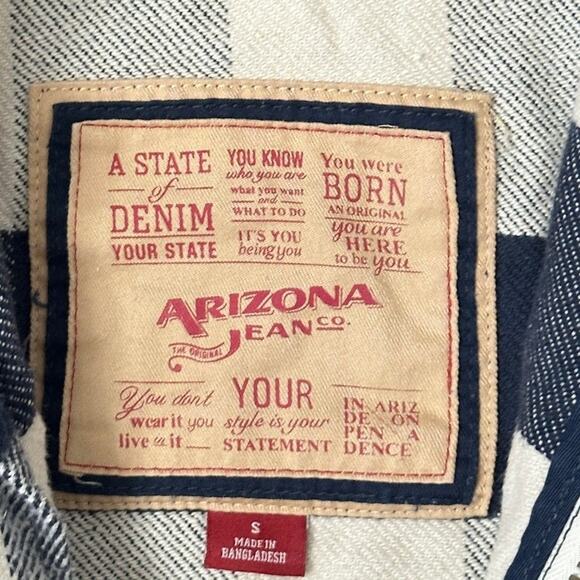 A STATE
of
DENIM
YOUR STATE
YOU KNOW
who you are
what you want
and
WHAT TO DO
IT'S YOU
being you
You were
BORN
AN ORIGINAL
you are
HERE
to be you
ARIZONA
JEAN CO.
THE ORIGINAL
You don't
wear it you
live in it
YOUR
style is your
STATEMENT
IN ARIZ
DE ON
PEN A
DENCE
S
MADE IN
BANGLADESH